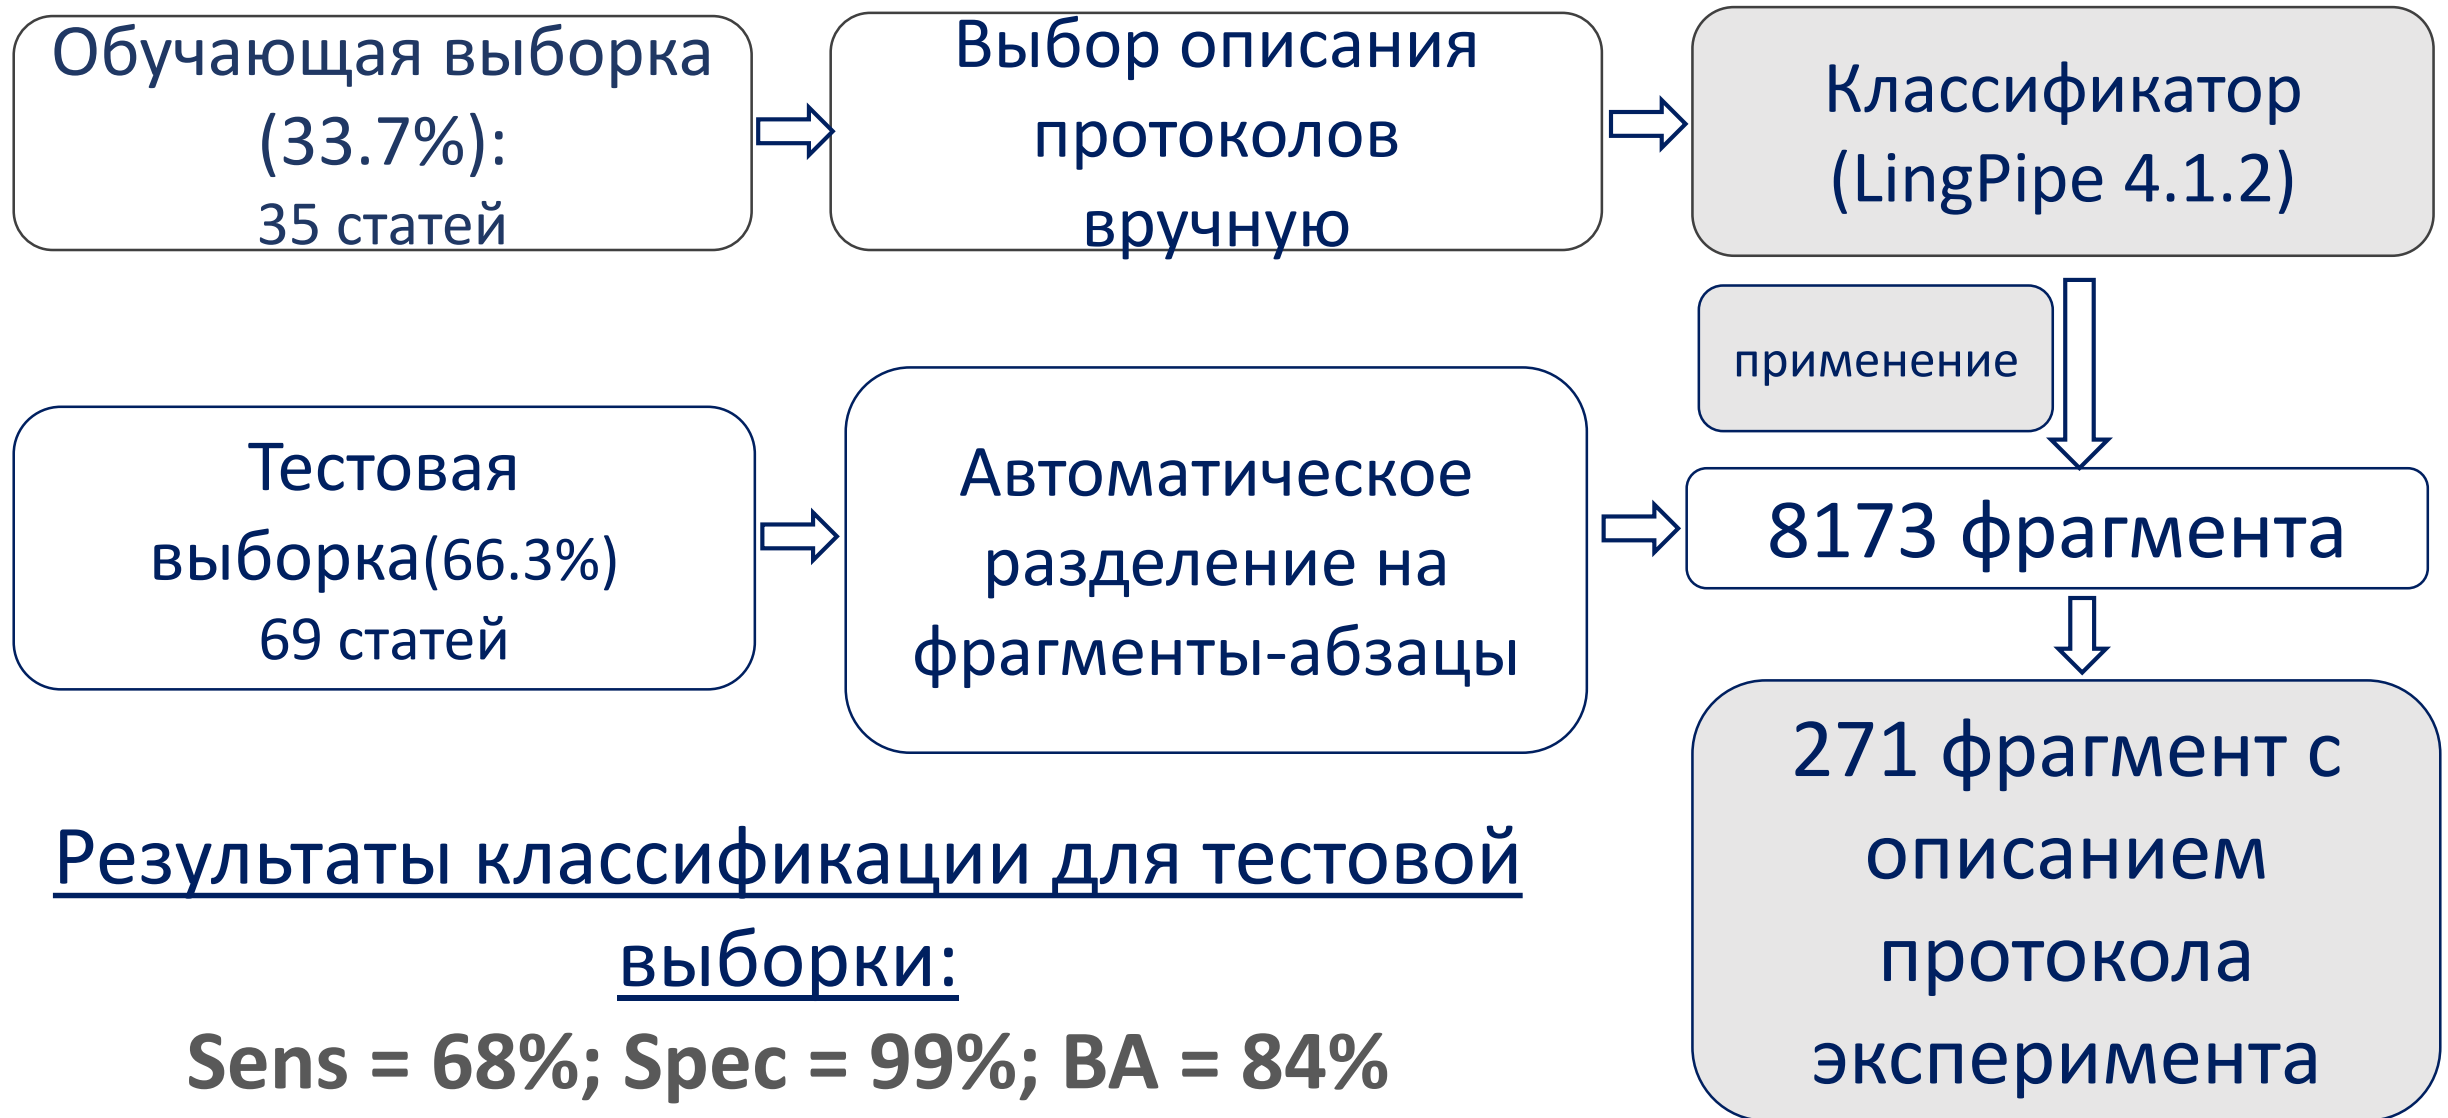 Обучающая выборка
(33.7%):
35 статей
Выбор описания
протоколов
вручную
Классификатор
(LingPipe 4.1.2)
применение
Тестовая
выборка(66.3%)
69 статей
Автоматическое
разделение на
фрагменты-абзацы
8173 фрагмента
271 фрагмент с
описанием
протокола
эксперимента
Результаты классификации для тестовой
выборки:
Sens = 68%; Spec = 99%; BA = 84%